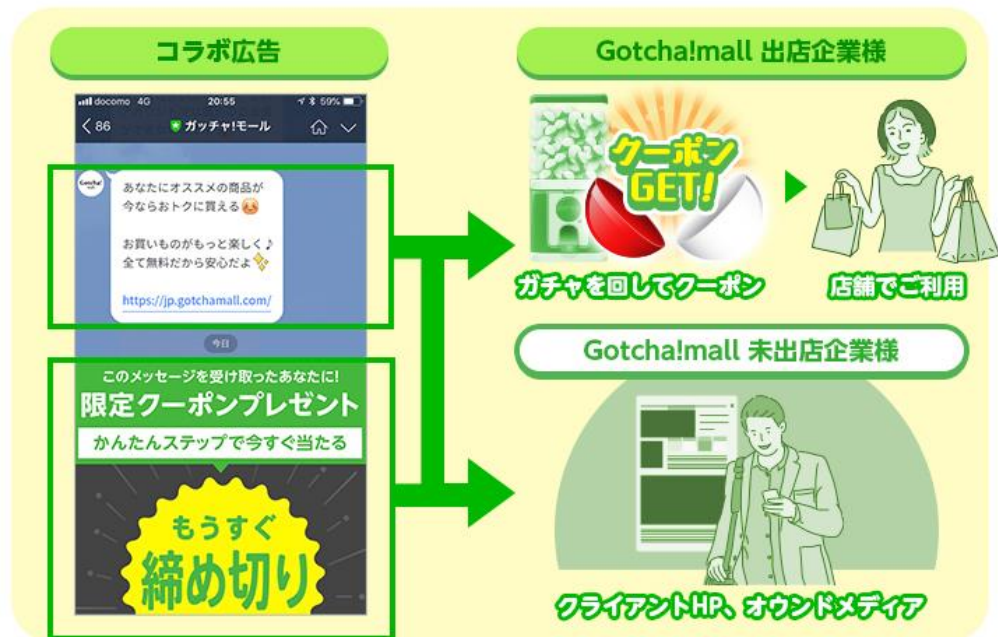 コラボ広告
docomo 4G 20:55 59%
86 ガッチャ!モール
Gotcha!
あなたにオススメの商品が
今ならおトクに買える
お買いものがもっと楽しく♪
全て無料だから安心だよ
https://jp.gotchamall.com/
今日
このメッセージを受け取ったあなたに!
限定クーポンプレゼント
かんたんステップで今すぐ当たる
もうすぐ
締め切り
Gotcha!mall 出店企業様
クーポン
GET!
ガチャを回してクーポン
店舗でご利用
Gotcha!mall 未出店企業様
クライアントHP、オウンドメディア